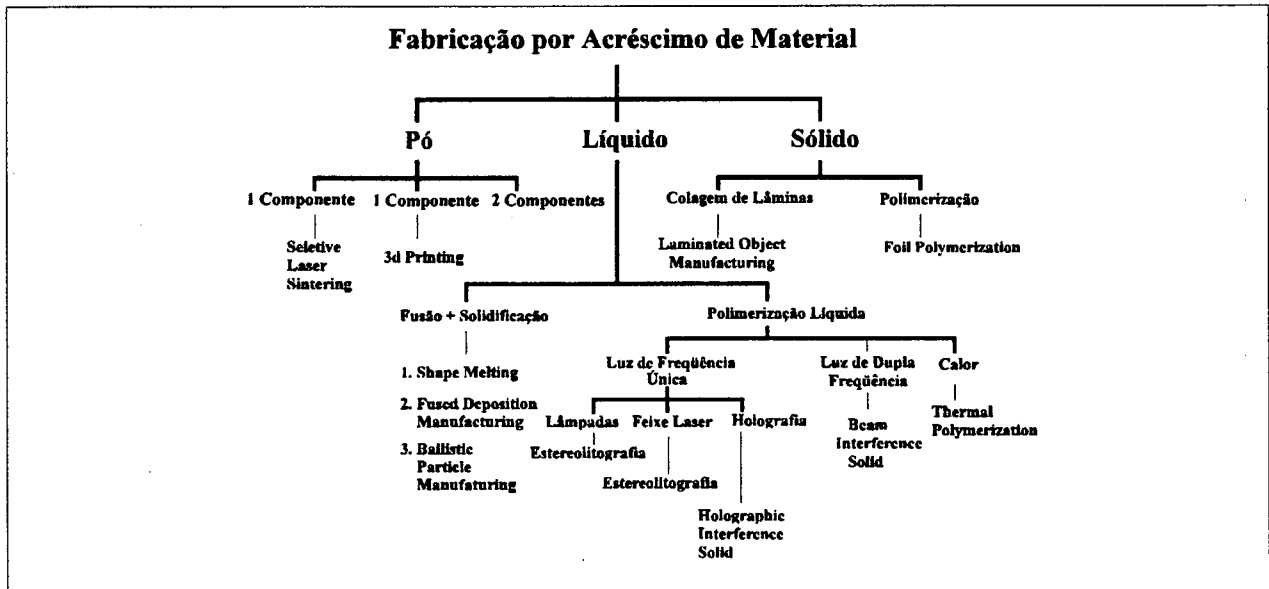 Fabricação por Acréscimo de Material
Pó Líquido Sólido
1 Componente 1 Componente 2 Componentes Colagem de Lâminas Polimerização
Seletive
Laser
Sintering
3d Printing
Laminated Object
Manufacturing
Foil Polymerization
Fusão + Solidificação Polimerização Líquida
1. Shape Melting
2. Fused Deposition
Manufacturing
3. Ballistic
Particle
Manufaturing
Luz de Freqüência
Única
Luz de Dupla
Freqüência
Calor
Lâmpadas Feixe Laser Holografia
Estereolitografia
Estereolitografia
Holographic
Interference
Solid
Beam
Interference
Solid
Thermal
Polymerization